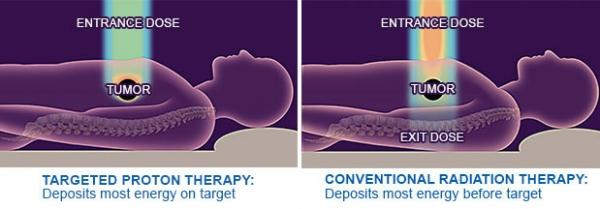 ENTRANCE DOSE
TUMOR
TARGETED PROTON THERAPY:
Deposits most energy on target
ENTRANCE DOSE
TUMOR
EXIT DOSE
CONVENTIONAL RADIATION THERAPY:
Deposits most energy before target